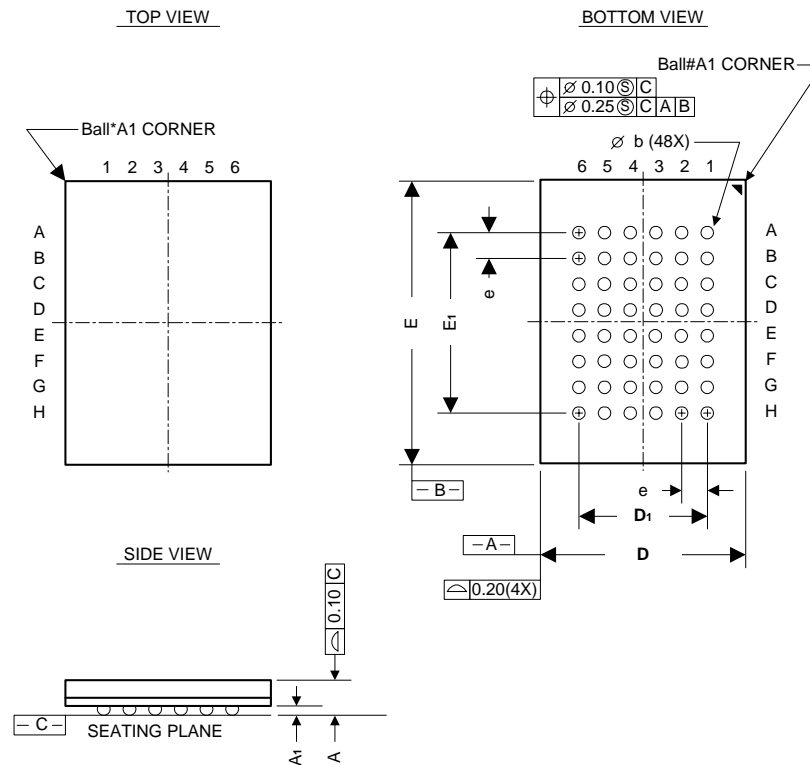 TOP VIEW
BOTTOM VIEW
Ball#A1 CORNER
⌀ 0.10 Ⓢ C
⌀ 0.25 Ⓢ C A B
Ball*A1 CORNER
⌀ b (48X)
1 2 3 4 5 6
6 5 4 3 2 1
A A
B B
C C
D D
E E
F F
G G
H H
e
E
E1
– B –
e
D1
– A –
D
0.20(4X)
SIDE VIEW
0.10 C
– C –
SEATING PLANE
A1
A